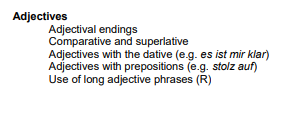 Adjectives
Adjectival endings
Comparative and superlative
Adjectives with the dative (e.g. es ist mir klar)
Adjectives with prepositions (e.g. stolz auf)
Use of long adjective phrases (R)